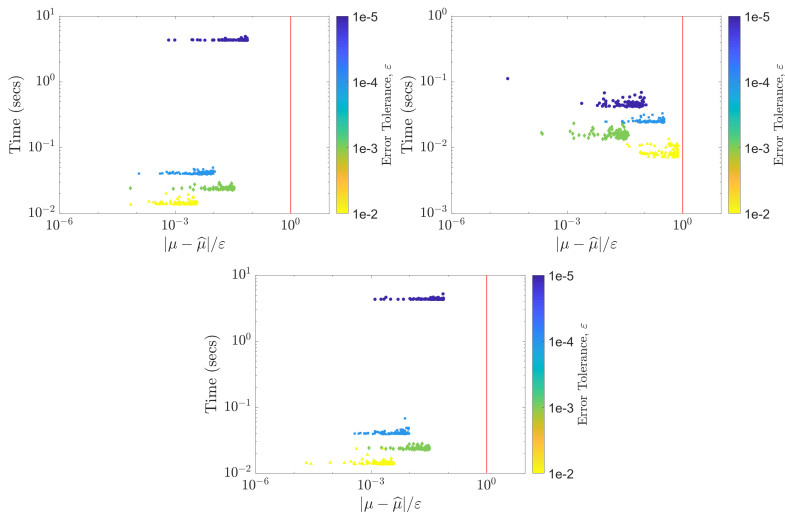 10^1
10^0
10^-1
10^-2
Time (secs)
10^-6
10^-3
10^0
|μ − μ̂|/ε
1e-5
1e-4
1e-3
1e-2
Error Tolerance, ε
10^0
10^-1
10^-2
10^-3
Time (secs)
10^-6
10^-3
10^0
|μ − μ̂|/ε
1e-5
1e-4
1e-3
1e-2
Error Tolerance, ε
10^1
10^0
10^-1
10^-2
Time (secs)
10^-6
10^-3
10^0
|μ − μ̂|/ε
1e-5
1e-4
1e-3
1e-2
Error Tolerance, ε